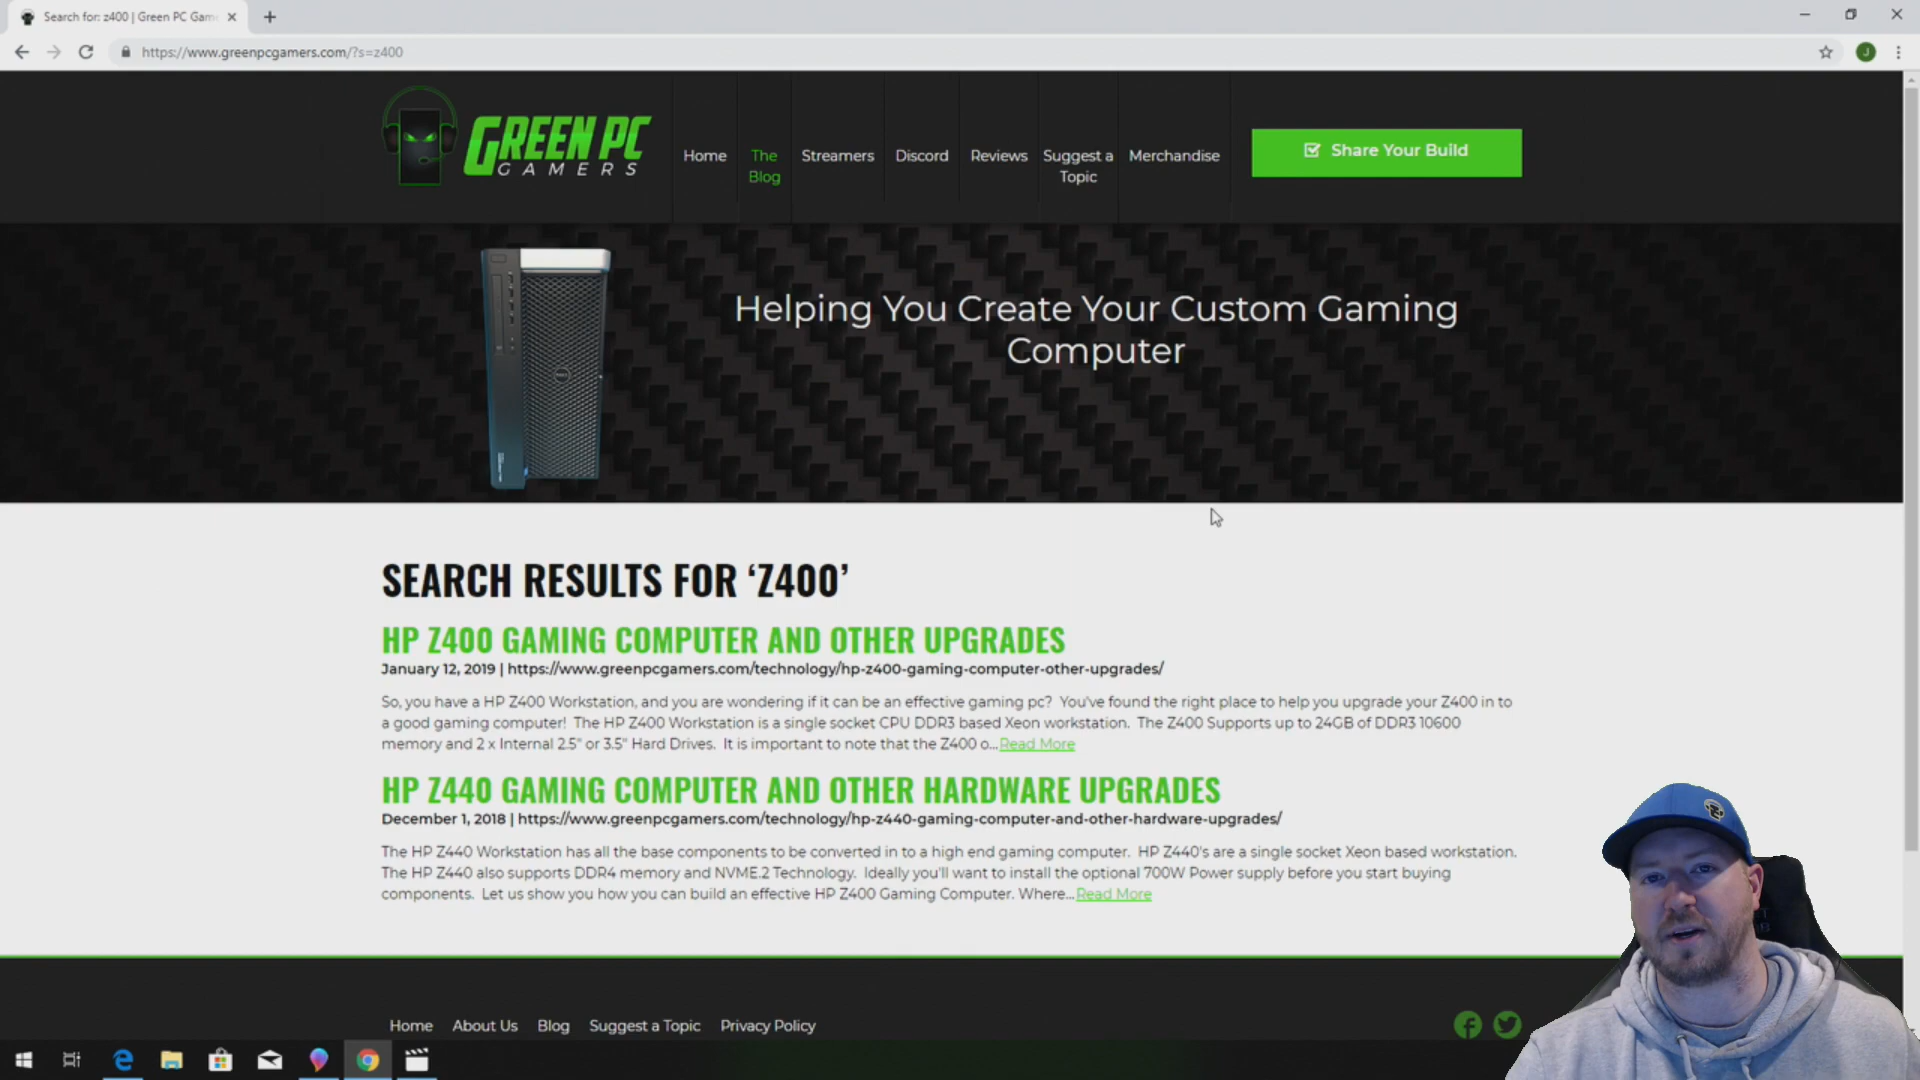 Search for: z400 | Green PC Gam
https://www.greenpcgamers.com/?s=z400
J
GREEN PC
GAMERS
Home
The
Blog
Streamers
Discord
Reviews
Suggest a
Topic
Merchandise
Share Your Build
Helping You Create Your Custom Gaming
Computer
SEARCH RESULTS FOR ‘Z400’
HP Z400 GAMING COMPUTER AND OTHER UPGRADES
January 12, 2019 | https://www.greenpcgamers.com/technology/hp-z400-gaming-computer-other-upgrades/
So, you have a HP Z400 Workstation, and you are wondering if it can be an effective gaming pc? You've found the right place to help you upgrade your Z400 in to
a good gaming computer! The HP Z400 Workstation is a single socket CPU DDR3 based Xeon workstation. The Z400 Supports up to 24GB of DDR3 10600
memory and 2 x Internal 2.5" or 3.5" Hard Drives. It is important to note that the Z400 o...Read More
HP Z440 GAMING COMPUTER AND OTHER HARDWARE UPGRADES
December 1, 2018 | https://www.greenpcgamers.com/technology/hp-z440-gaming-computer-and-other-hardware-upgrades/
The HP Z440 Workstation has all the base components to be converted in to a high end gaming computer. HP Z440's are a single socket Xeon based workstation.
The HP Z440 also supports DDR4 memory and NVME.2 Technology. Ideally you'll want to install the optional 700W Power supply before you start buying
components. Let us show you how you can build an effective HP Z400 Gaming Computer. Where...Read More
Home
About Us
Blog
Suggest a Topic
Privacy Policy